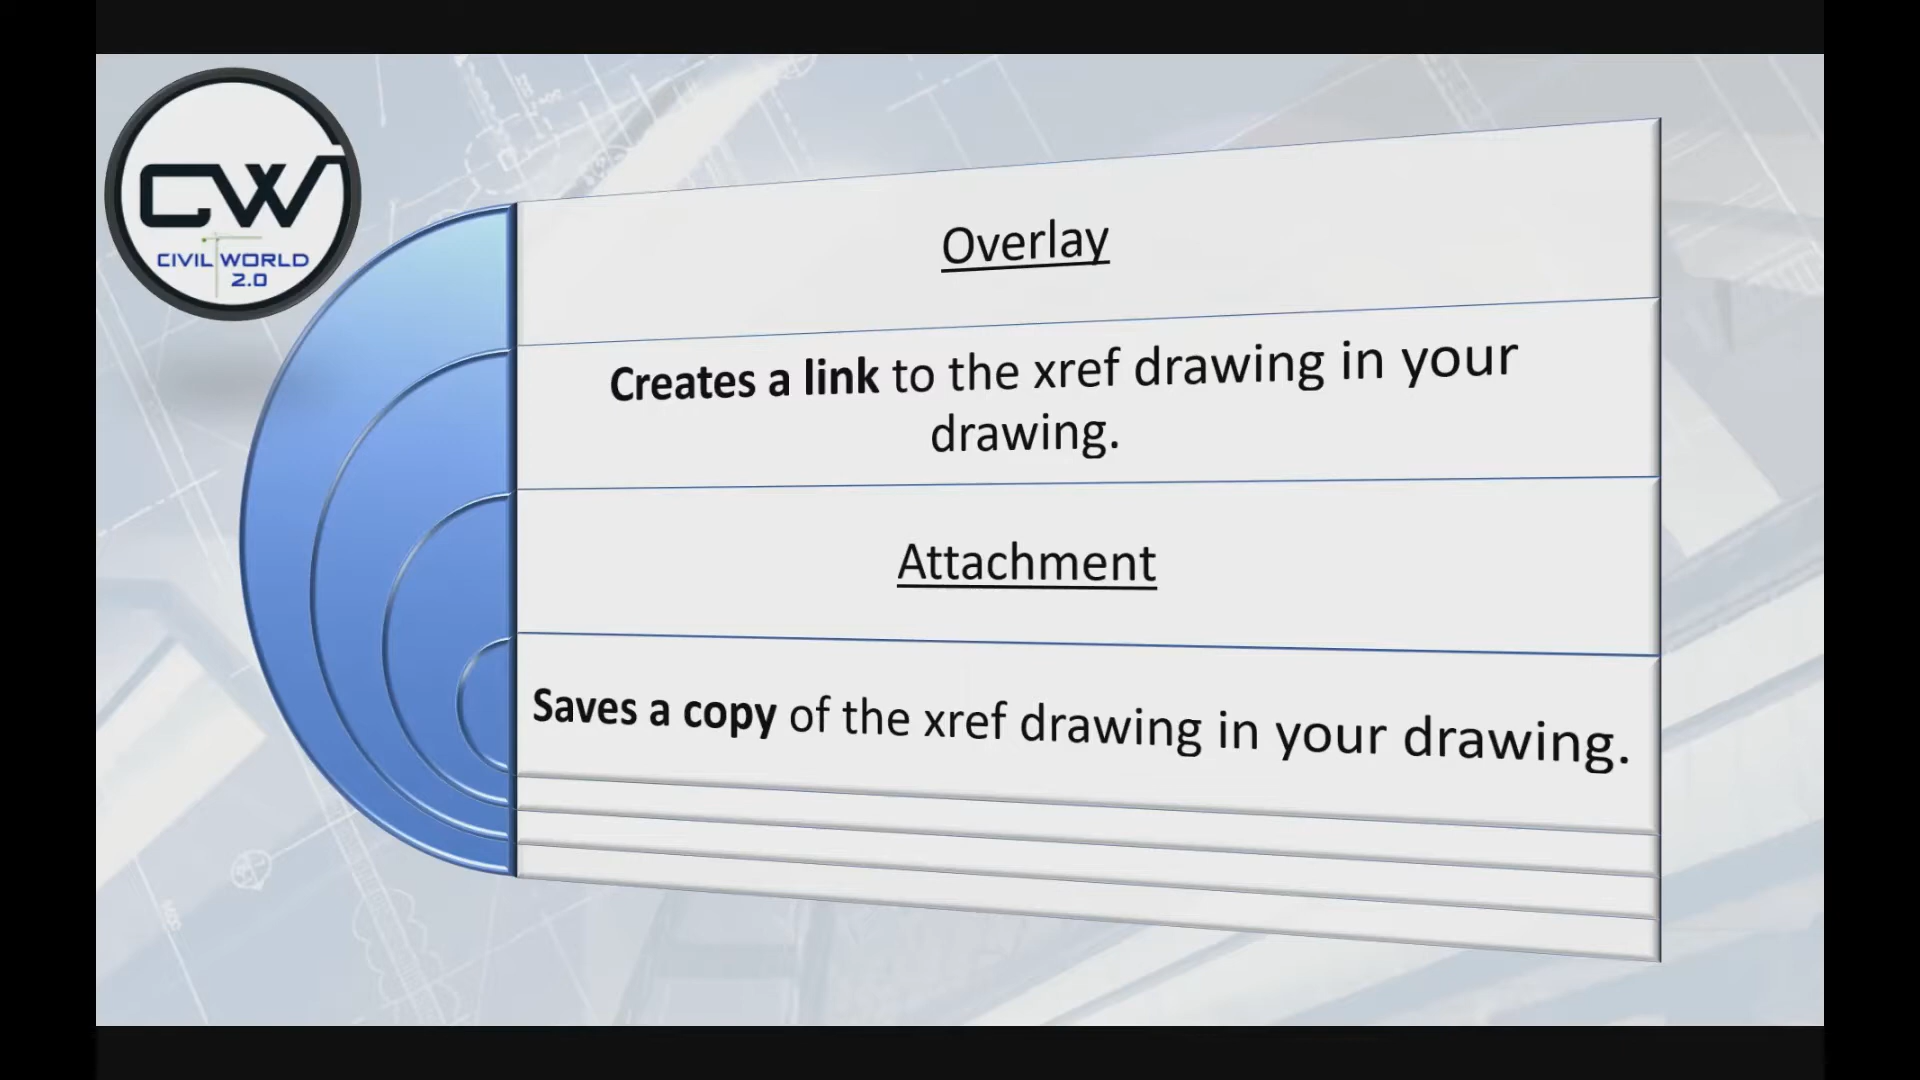 CW
CIVIL WORLD
2.0
Overlay
Creates a link to the xref drawing in your
drawing.
Attachment
Saves a copy of the xref drawing in your drawing.